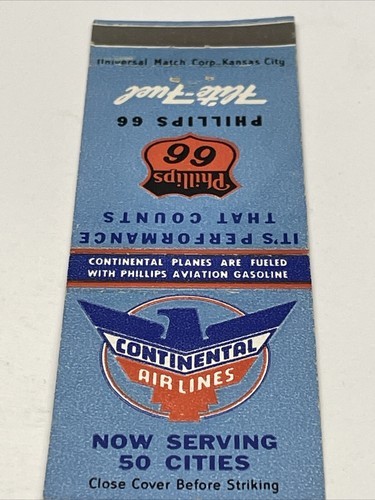 Universal Match Corp., Kansas City
IT'S PERFORMANCE
THAT COUNTS
Phillips
66
PHILLIPS 66
Flite-Fuel
CONTINENTAL PLANES ARE FUELED
WITH PHILLIPS AVIATION GASOLINE
CONTINENTAL
AIR LINES
NOW SERVING
50 CITIES
Close Cover Before Striking